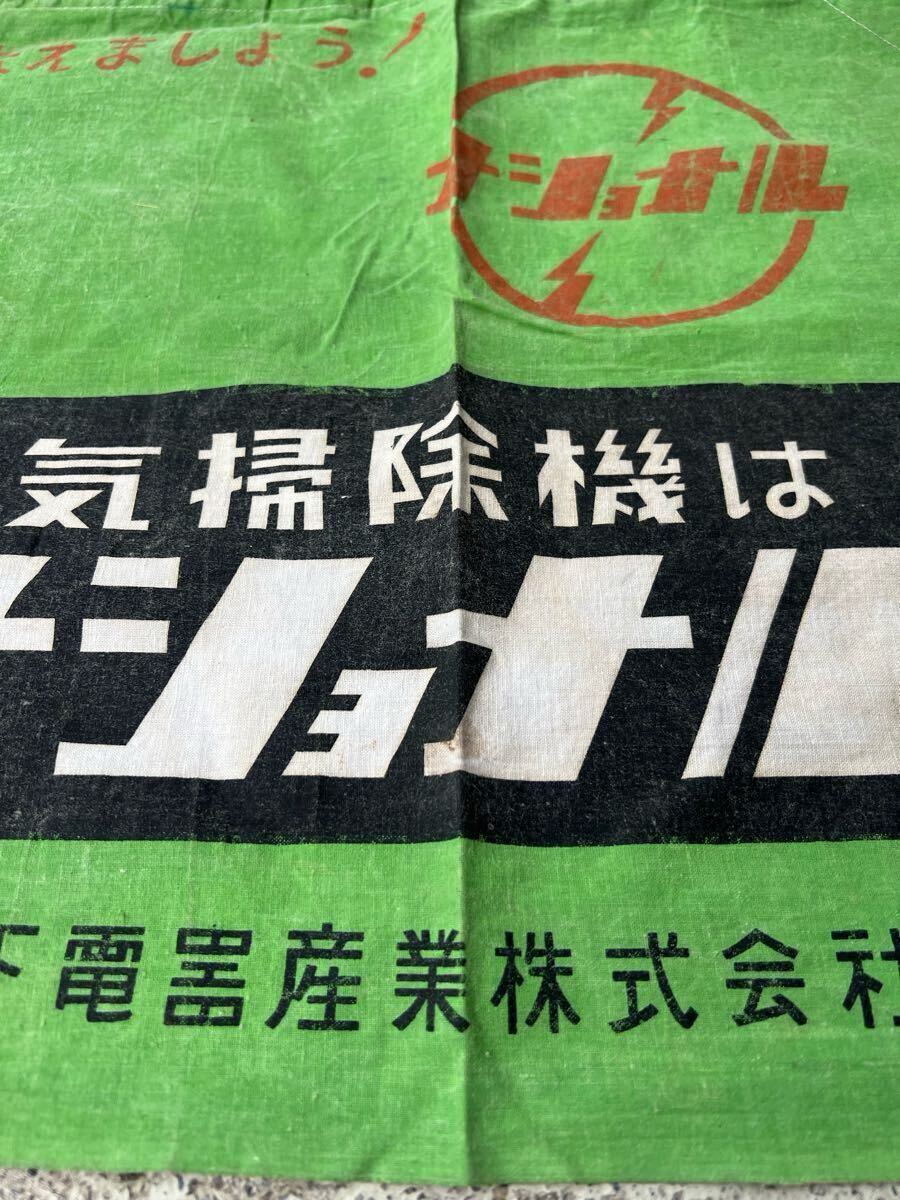 えましょう!
ナショナル
気掃除機は
ナショナル
下電器産業株式会社